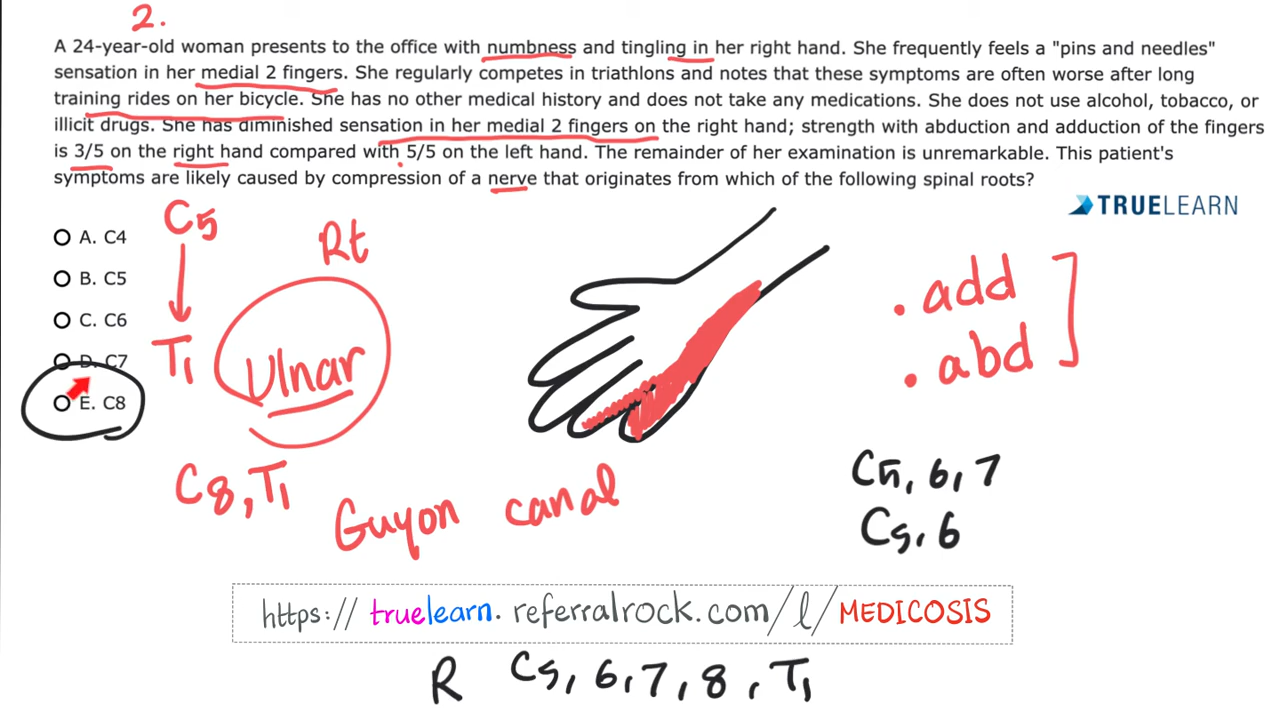 2.
A 24-year-old woman presents to the office with numbness and tingling in her right hand. She frequently feels a "pins and needles"
sensation in her medial 2 fingers. She regularly competes in triathlons and notes that these symptoms are often worse after long
training rides on her bicycle. She has no other medical history and does not take any medications. She does not use alcohol, tobacco, or
illicit drugs. She has diminished sensation in her medial 2 fingers on the right hand; strength with abduction and adduction of the fingers
is 3/5 on the right hand compared with 5/5 on the left hand. The remainder of her examination is unremarkable. This patient's
symptoms are likely caused by compression of a nerve that originates from which of the following spinal roots?
TRUELEARN
A. C4
B. C5
C. C6
D. C7
E. C8
C5
T1
Rt
Ulnar
C8, T1
Guyon canal
. add
. abd
C5, 6, 7
C5, 6
https://truelearn.referralrock.com/l/MEDICOSIS
R C5, 6, 7, 8, T1